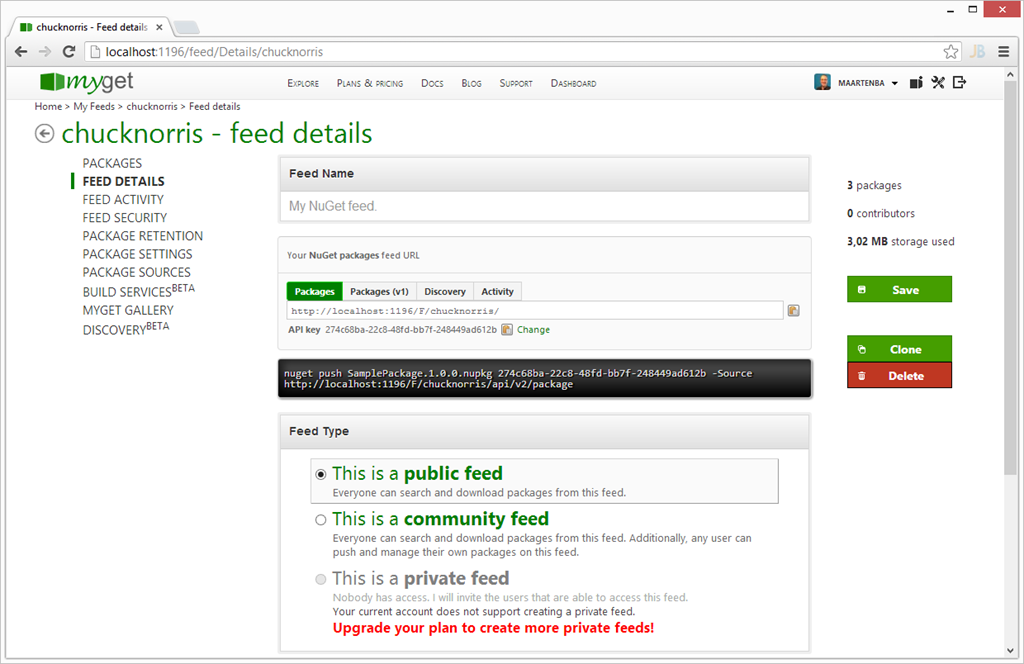 chucknorris - Feed details
localhost:1196/feed/Details/chucknorris
JB
myget
EXPLORE PLANS & PRICING DOCS BLOG SUPPORT DASHBOARD
MAARTENBA
Home > My Feeds > chucknorris > Feed details
chucknorris - feed details
PACKAGES
FEED DETAILS
FEED ACTIVITY
FEED SECURITY
PACKAGE RETENTION
PACKAGE SETTINGS
PACKAGE SOURCES
BUILD SERVICES BETA
MYGET GALLERY
DISCOVERY BETA
Feed Name
My NuGet feed.
Your NuGet packages feed URL
Packages Packages (v1) Discovery Activity
http://localhost:1196/F/chucknorris/
API key 274c68ba-22c8-48fd-bb7f-248449ad612b Change
nuget push SamplePackage.1.0.0.nupkg 274c68ba-22c8-48fd-bb7f-248449ad612b -Source
http://localhost:1196/F/chucknorris/api/v2/package
Feed Type
This is a public feed
Everyone can search and download packages from this feed.
This is a community feed
Everyone can search and download packages from this feed. Additionally, any user can
push and manage their own packages on this feed.
This is a private feed
Nobody has access. I will invite the users that are able to access this feed.
Your current account does not support creating a private feed.
Upgrade your plan to create more private feeds!
3 packages
0 contributors
3,02 MB storage used
Save
Clone
Delete